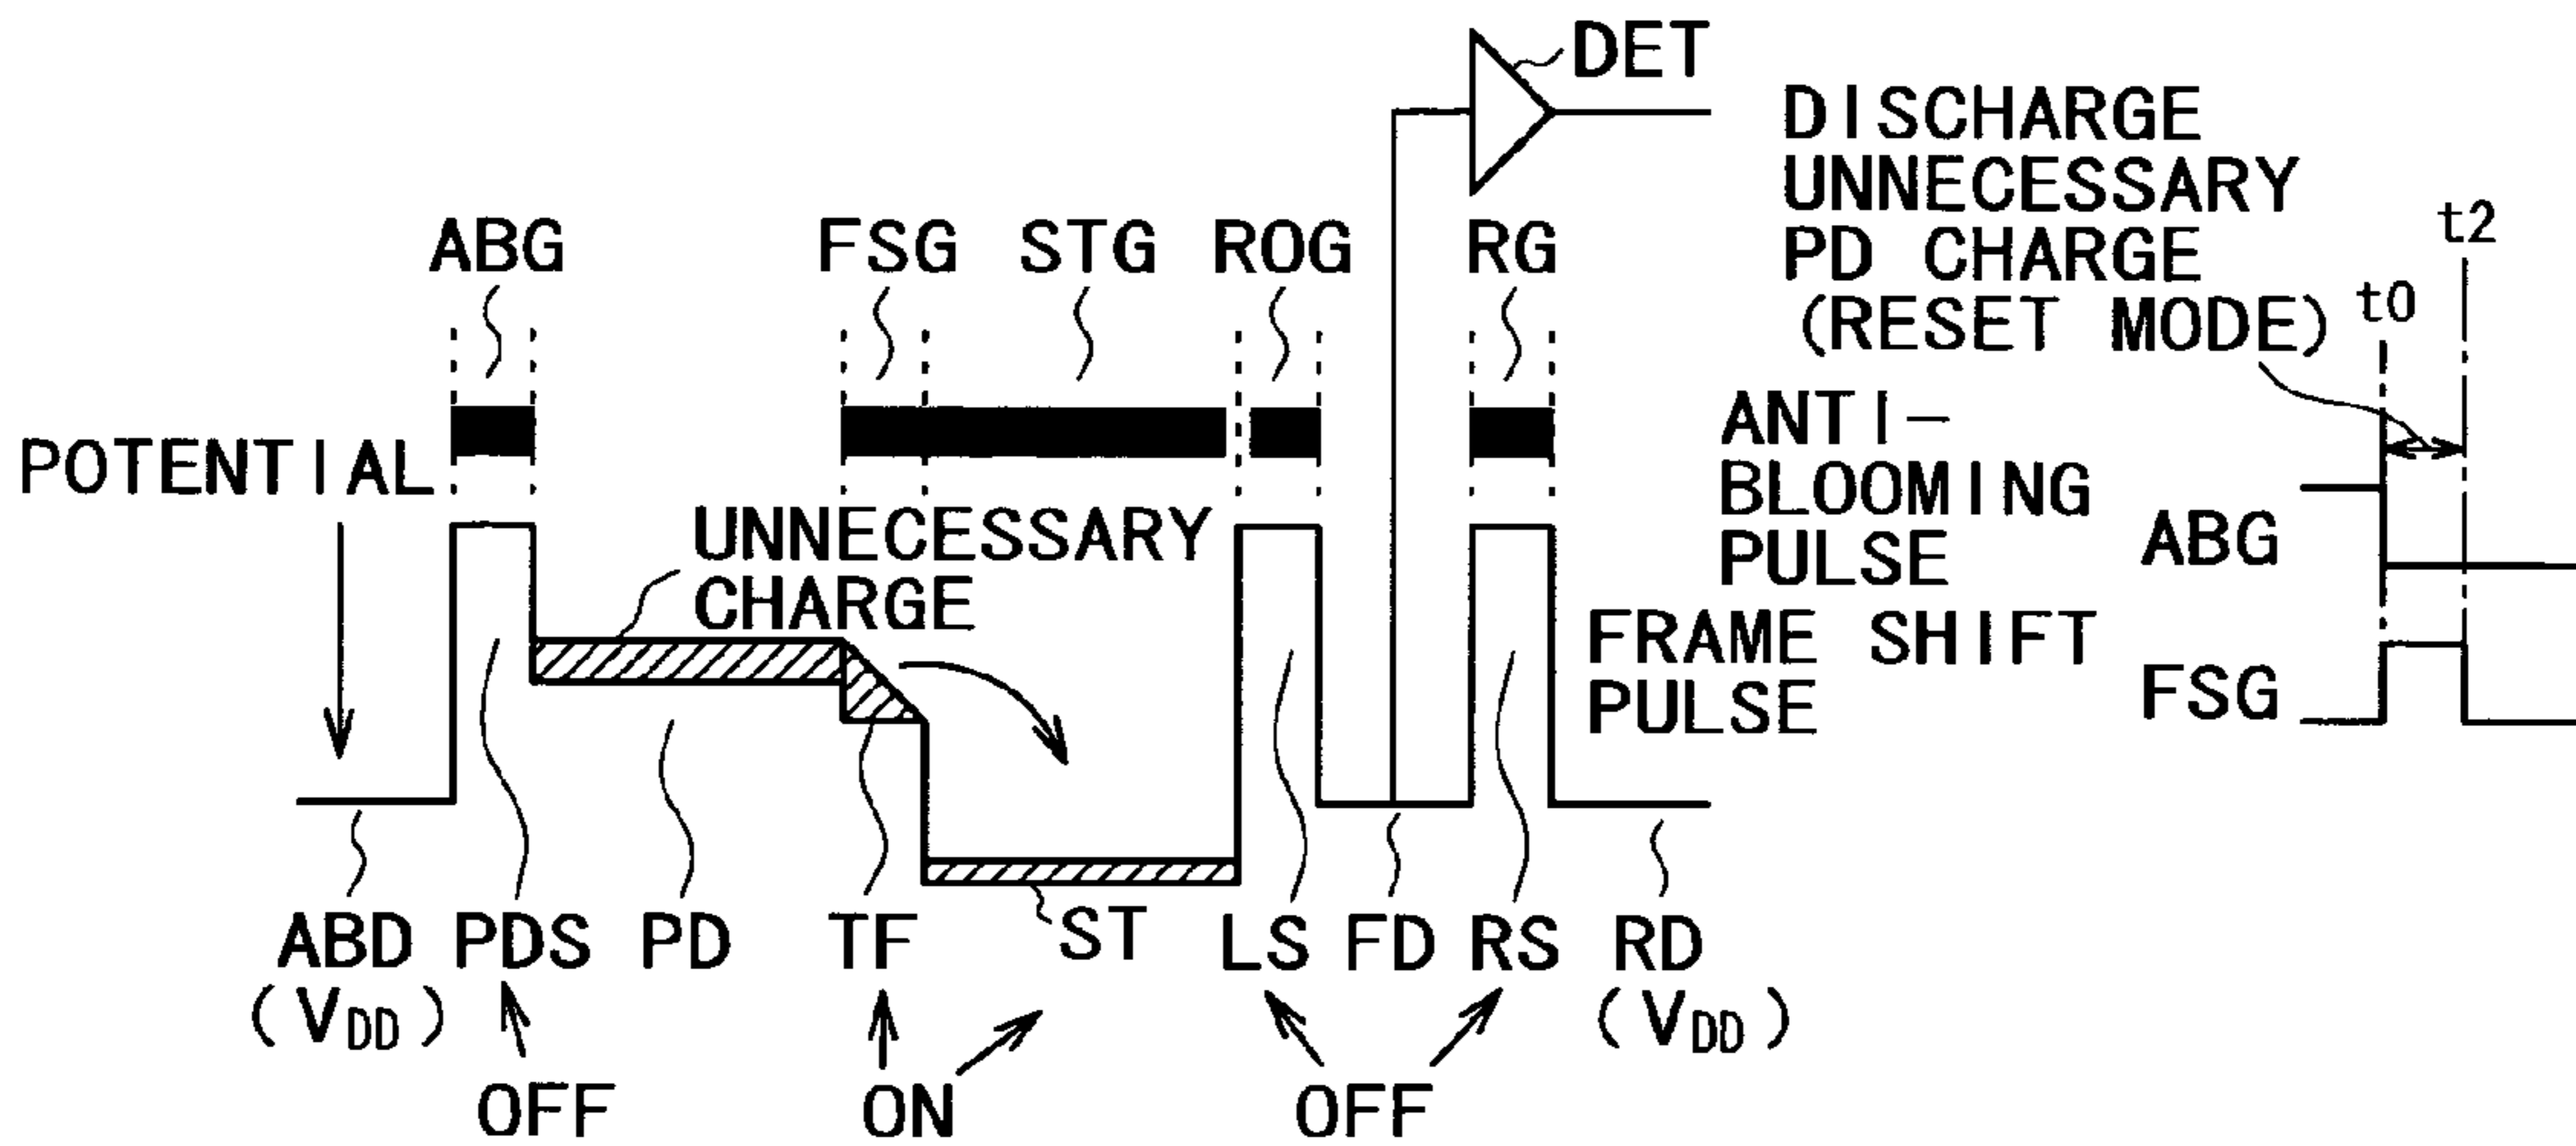 DET
DISCHARGE
UNNECESSARY
PD CHARGE
(RESET MODE)
t0
t2
ABG
FSG
STG
ROG
RG
POTENTIAL
UNNECESSARY
CHARGE
ANTI-
BLOOMING
PULSE
ABG
FRAME SHIFT
PULSE
FSG
ABD
(VDD)
PDS
PD
TF
ST
LS
FD
RS
RD
(VDD)
OFF
ON
OFF